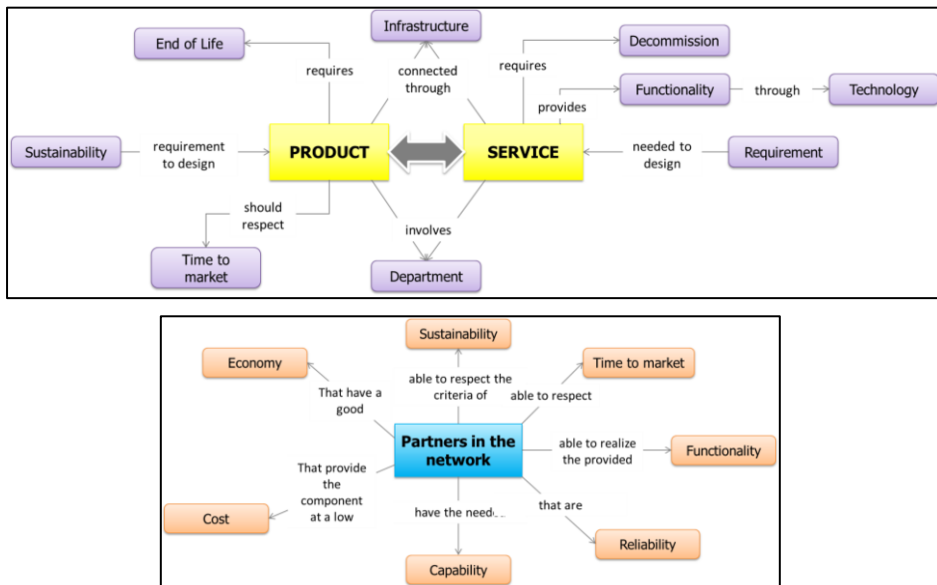 Infrastructure
End of Life
Decommission
requires
connected
through
requires
Functionality
through
Technology
provides
Sustainability
requirement
to design
PRODUCT
SERVICE
needed to
design
Requirement
should
respect
involves
Time to
market
Department
Sustainability
Economy
Time to market
That have a
good
able to respect the
criteria of
able to respect
Partners in the
network
able to realize
the provided
Functionality
That provide
the
component
at a low
Cost
have the
that are
Reliability
Capability